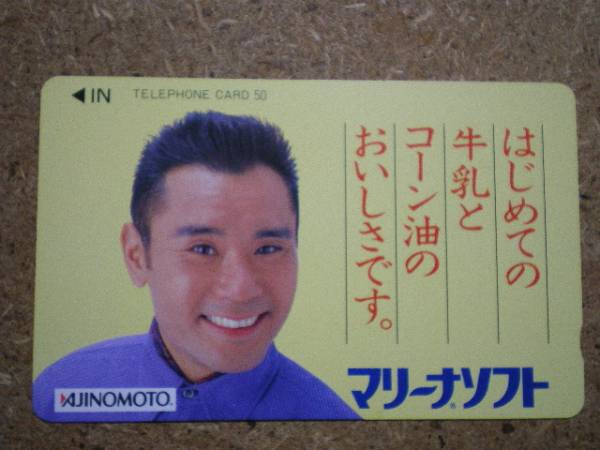 ◀IN TELEPHONE CARD 50
はじめての
牛乳と
コーン油の
おいしさです。
マリーナソフト®
AJINOMOTO®